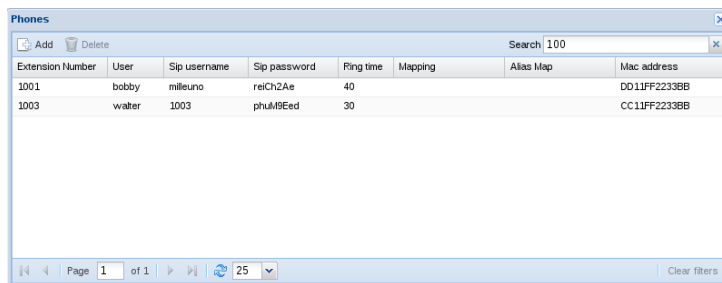 Phones
Add Delete Search 100
Extension Number User Sip username Sip password Ring time Mapping Alias Map Mac address
1001 bobby milleuno reiCh2Ae 40 DD11FF2233BB
1003 walter 1003 phuM9Eed 30 CC11FF2233BB
Page 1 of 1 25 Clear filters